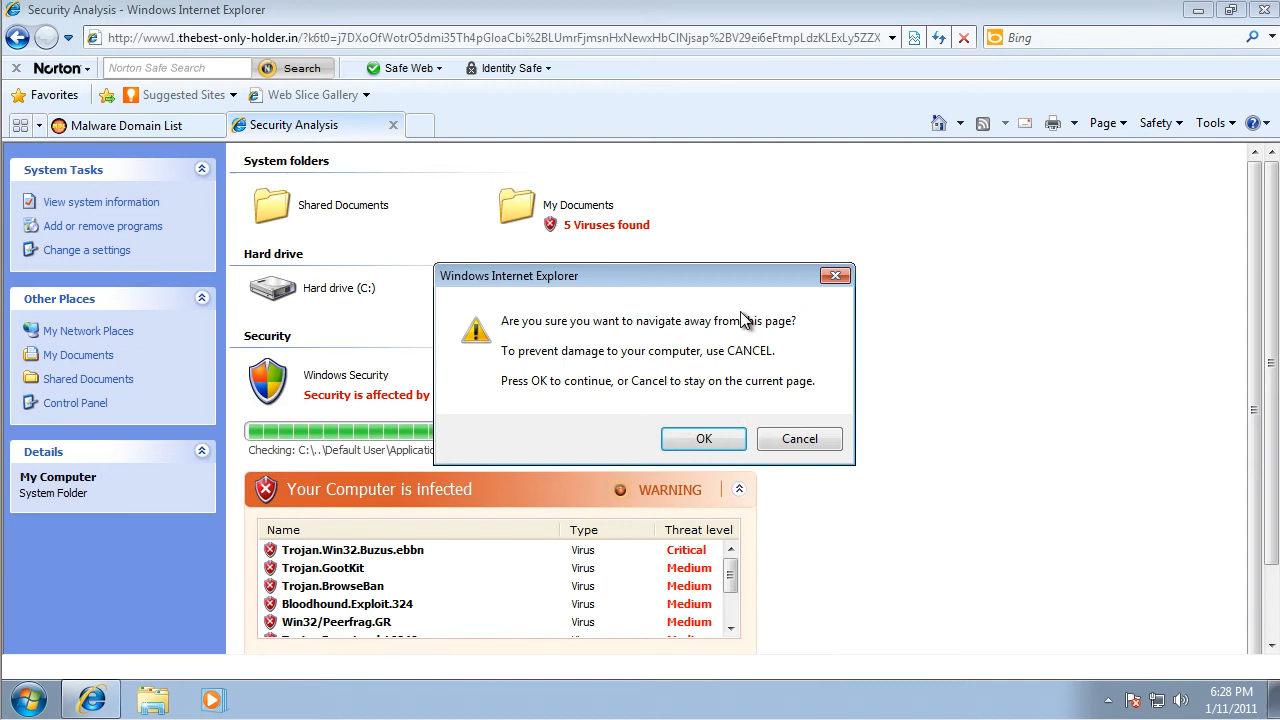 Security Analysis - Windows Internet Explorer
http://www1.thebest-only-holder.in/?k6t0=j7DXoOfWotrO5dmi35Th4pGloaCbi%2BLUmrFjmsnHxNewxHbCINjsap%2BV29ei6eFtmpLdzKLExLy5ZZX
Bing
Norton
Norton Safe Search
Search
Safe Web
Identity Safe
Favorites
Suggested Sites
Web Slice Gallery
Malware Domain List
Security Analysis
Page
Safety
Tools
System Tasks
View system information
Add or remove programs
Change a settings
Other Places
My Network Places
My Documents
Shared Documents
Control Panel
Details
My Computer
System Folder
System folders
Shared Documents
My Documents
5 Viruses found
Hard drive
Hard drive (C:)
Security
Windows Security
Security is affected by
Checking: C:\..\Default User\Applicatio
Windows Internet Explorer
Are you sure you want to navigate away from this page?
To prevent damage to your computer, use CANCEL.
Press OK to continue, or Cancel to stay on the current page.
OK
Cancel
Your Computer is infected
WARNING
Name Type Threat level
Trojan.Win32.Buzus.ebbn Virus Critical
Trojan.GootKit Virus Medium
Trojan.BrowseBan Virus Medium
Bloodhound.Exploit.324 Virus Medium
Win32/Peerfrag.GR Virus Medium
6:28 PM
1/11/2011